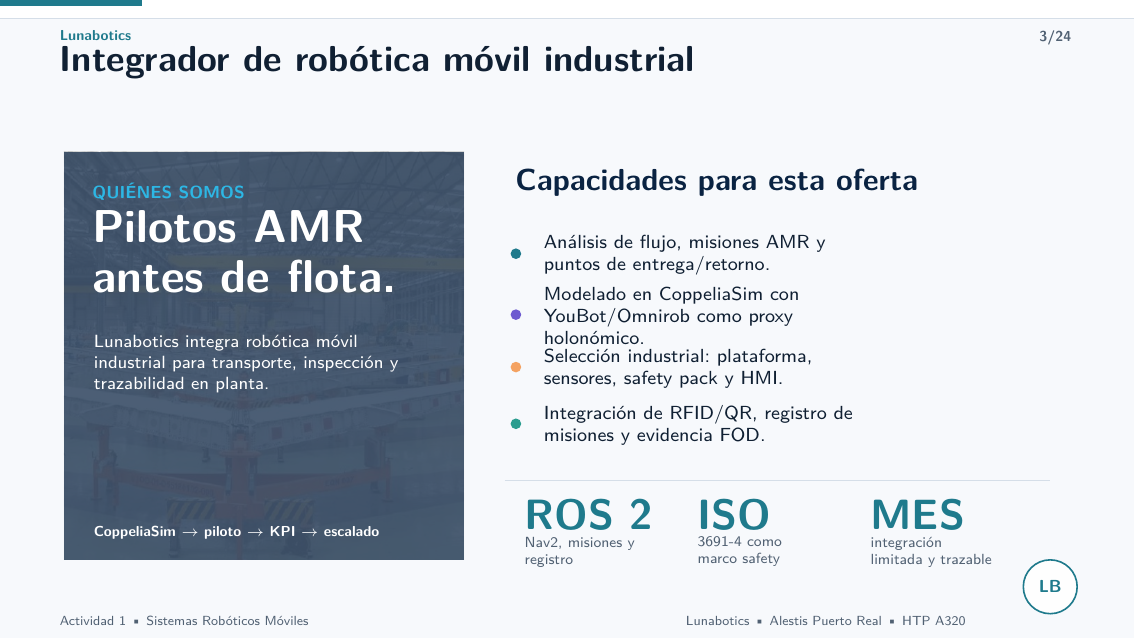 Lunabotics
3/24
Integrador de robótica móvil industrial
QUIÉNES SOMOS
Pilotos AMR
antes de flota.
Lunabotics integra robótica móvil
industrial para transporte, inspección y
trazabilidad en planta.
CoppeliaSim → piloto → KPI → escalado
Capacidades para esta oferta
Análisis de flujo, misiones AMR y
puntos de entrega/retorno.
Modelado en CoppeliaSim con
YouBot/Omnirob como proxy
holonómico.
Selección industrial: plataforma,
sensores, safety pack y HMI.
Integración de RFID/QR, registro de
misiones y evidencia FOD.
ROS 2
Nav2, misiones y
registro
ISO
3691-4 como
marco safety
MES
integración
limitada y trazable
LB
Actividad 1 ▪ Sistemas Robóticos Móviles
Lunabotics ▪ Alestis Puerto Real ▪ HTP A320